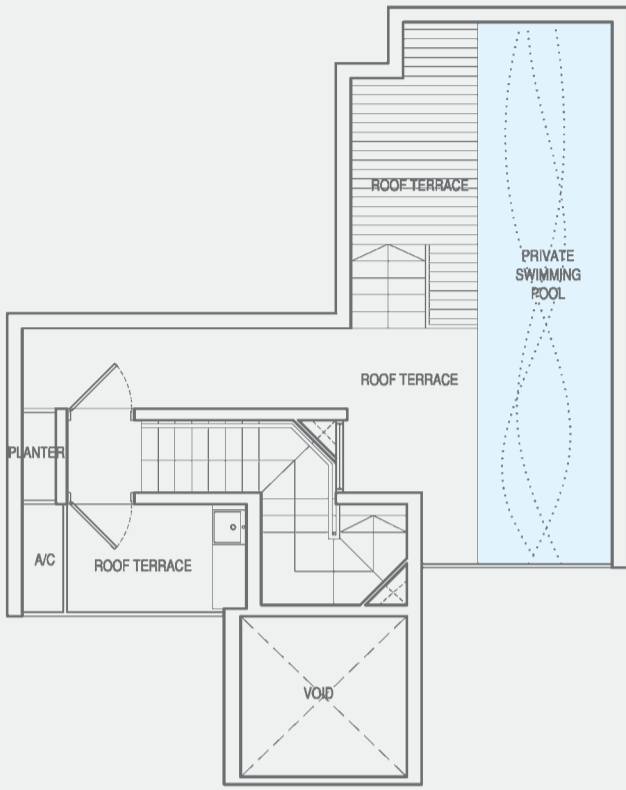 ROOF TERRACE
PRIVATE
SWIMMING
POOL
ROOF TERRACE
PLANTER
A/C
ROOF TERRACE
VOID